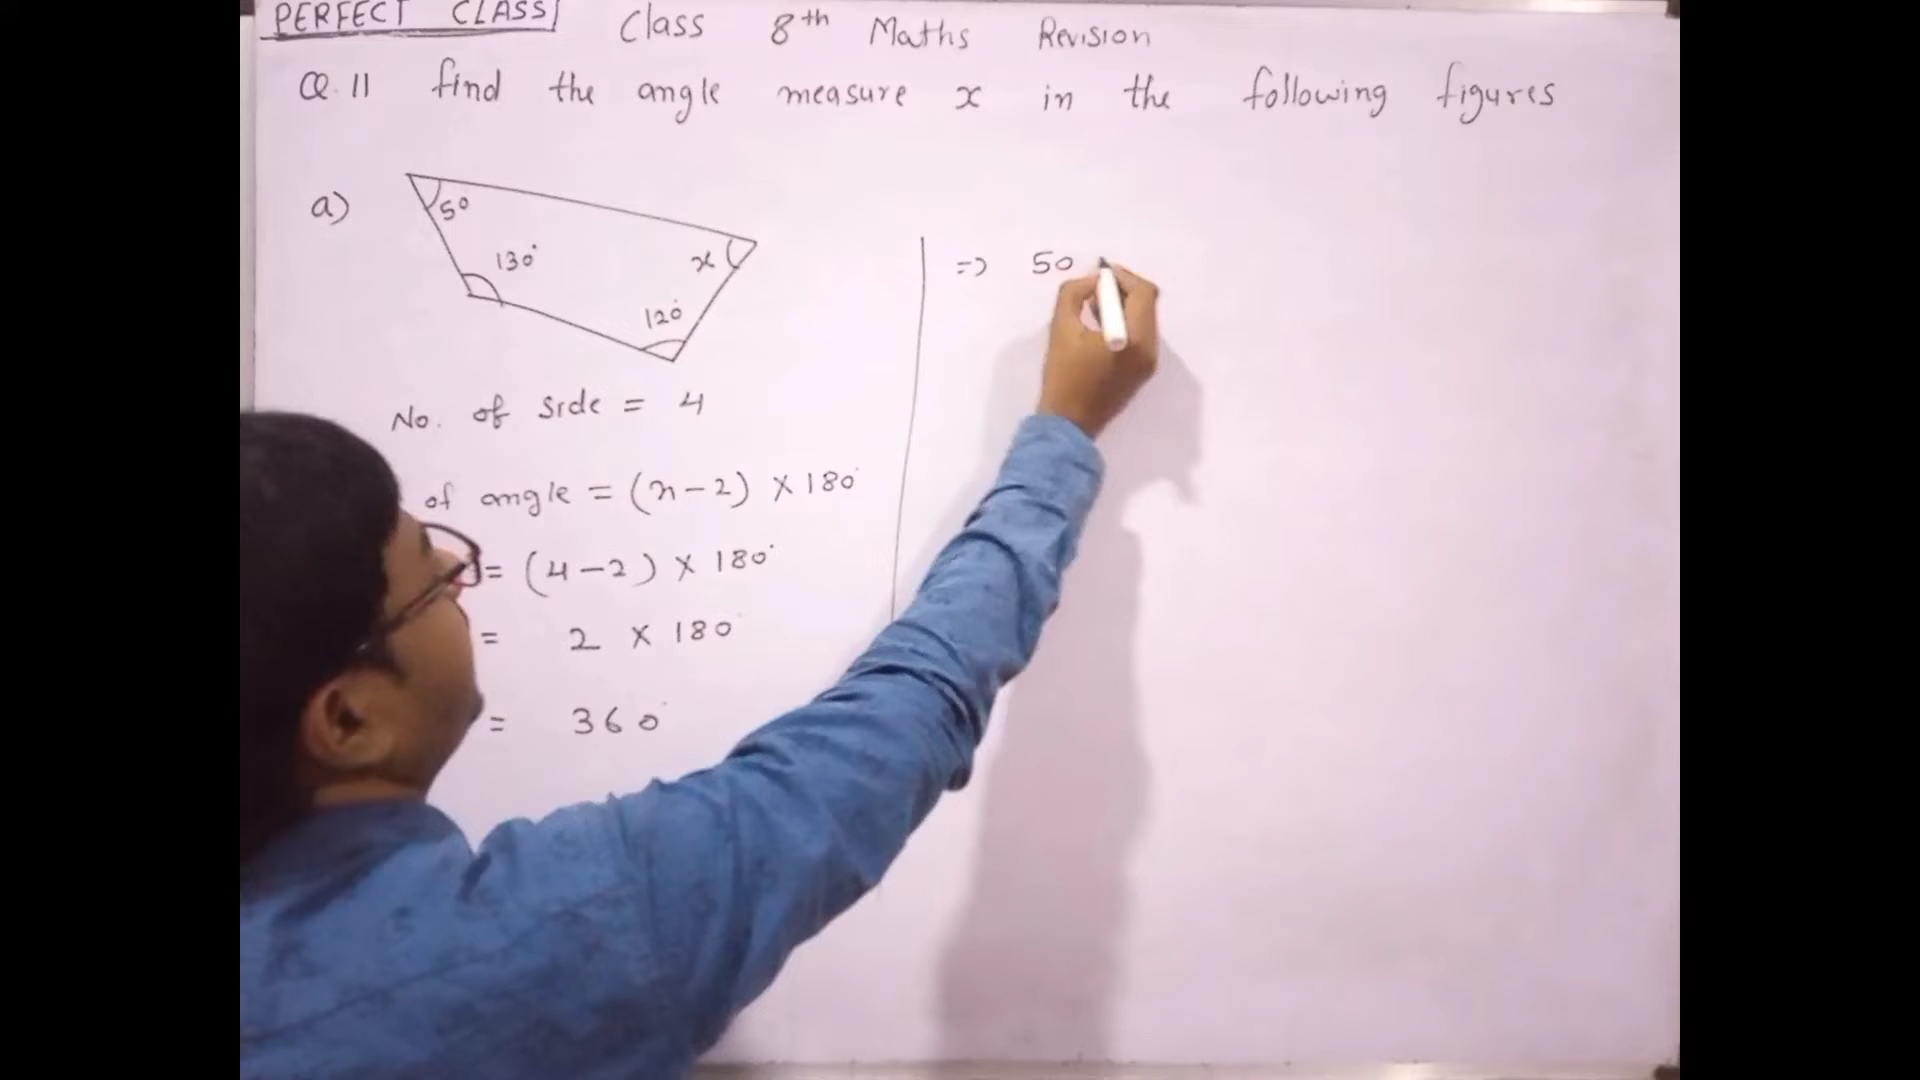 PERFECT CLASS
Class 8th Maths Revision
Q.11 find the angle measure x in the following figures
a)
50
130°
x
120°
No. of side = 4
of angle = (n-2) × 180°
= (4-2) × 180°
= 2 × 180°
= 360°
=> 50